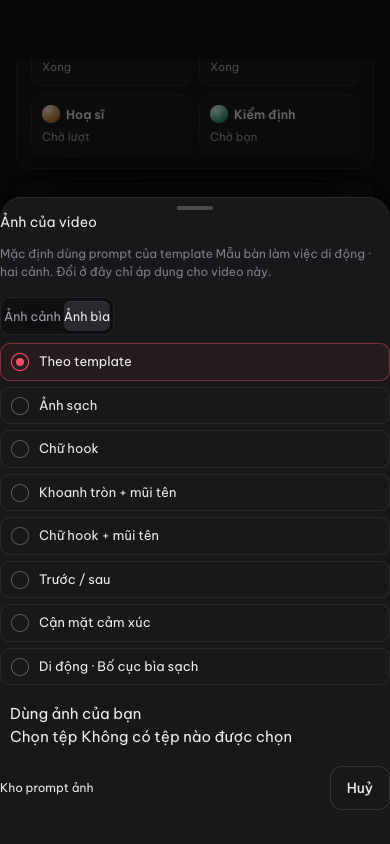 Xong
Xong
Hoạ sĩ
Kiểm định
Chờ lượt
Chờ bạn
Ảnh của video
Mặc định dùng prompt của template Mẫu bàn làm việc di động ·
hai cảnh. Đổi ở đây chỉ áp dụng cho video này.
Ảnh cảnh
Ảnh bìa
Theo template
Ảnh sạch
Chữ hook
Khoanh tròn + mũi tên
Chữ hook + mũi tên
Trước / sau
Cận mặt cảm xúc
Di động · Bố cục bìa sạch
Dùng ảnh của bạn
Chọn tệp Không có tệp nào được chọn
Kho prompt ảnh
Huỷ